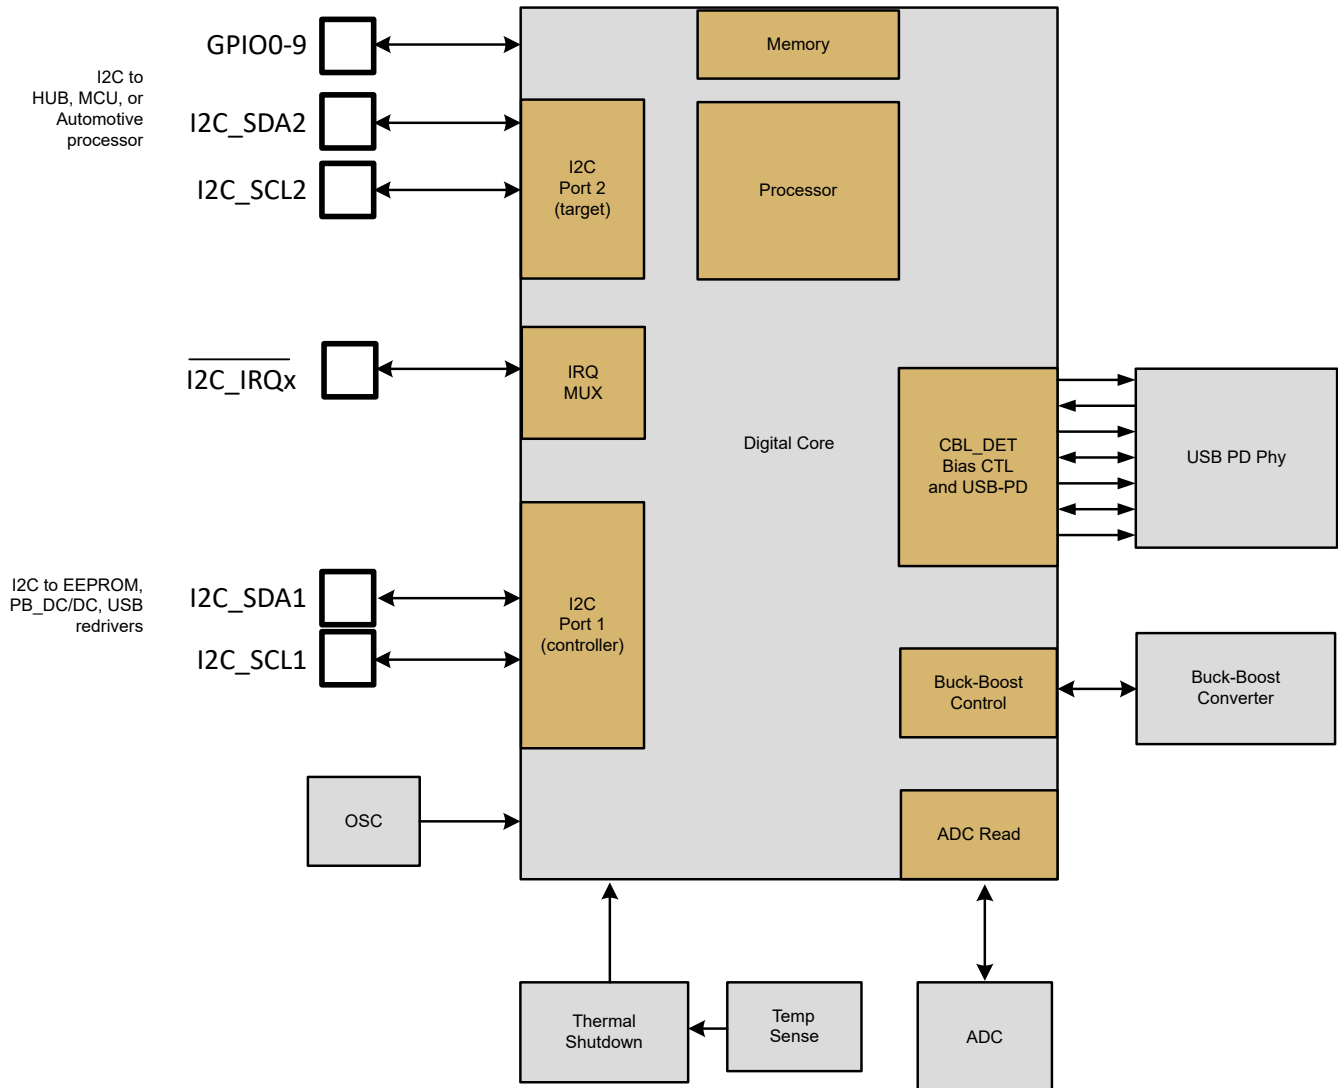 GPIO0-9
I2C to
HUB, MCU, or
Automotive
processor
I2C_SDA2
I2C_SCL2
I2C_IRQx
I2C to EEPROM,
PB_DC/DC, USB
redrivers
I2C_SDA1
I2C_SCL1
OSC
Memory
I2C
Port 2
(target)
Processor
IRQ
MUX
Digital Core
CBL_DET
Bias CTL
and USB-PD
USB PD Phy
I2C
Port 1
(controller)
Buck-Boost
Control
Buck-Boost
Converter
ADC Read
Thermal
Shutdown
Temp
Sense
ADC